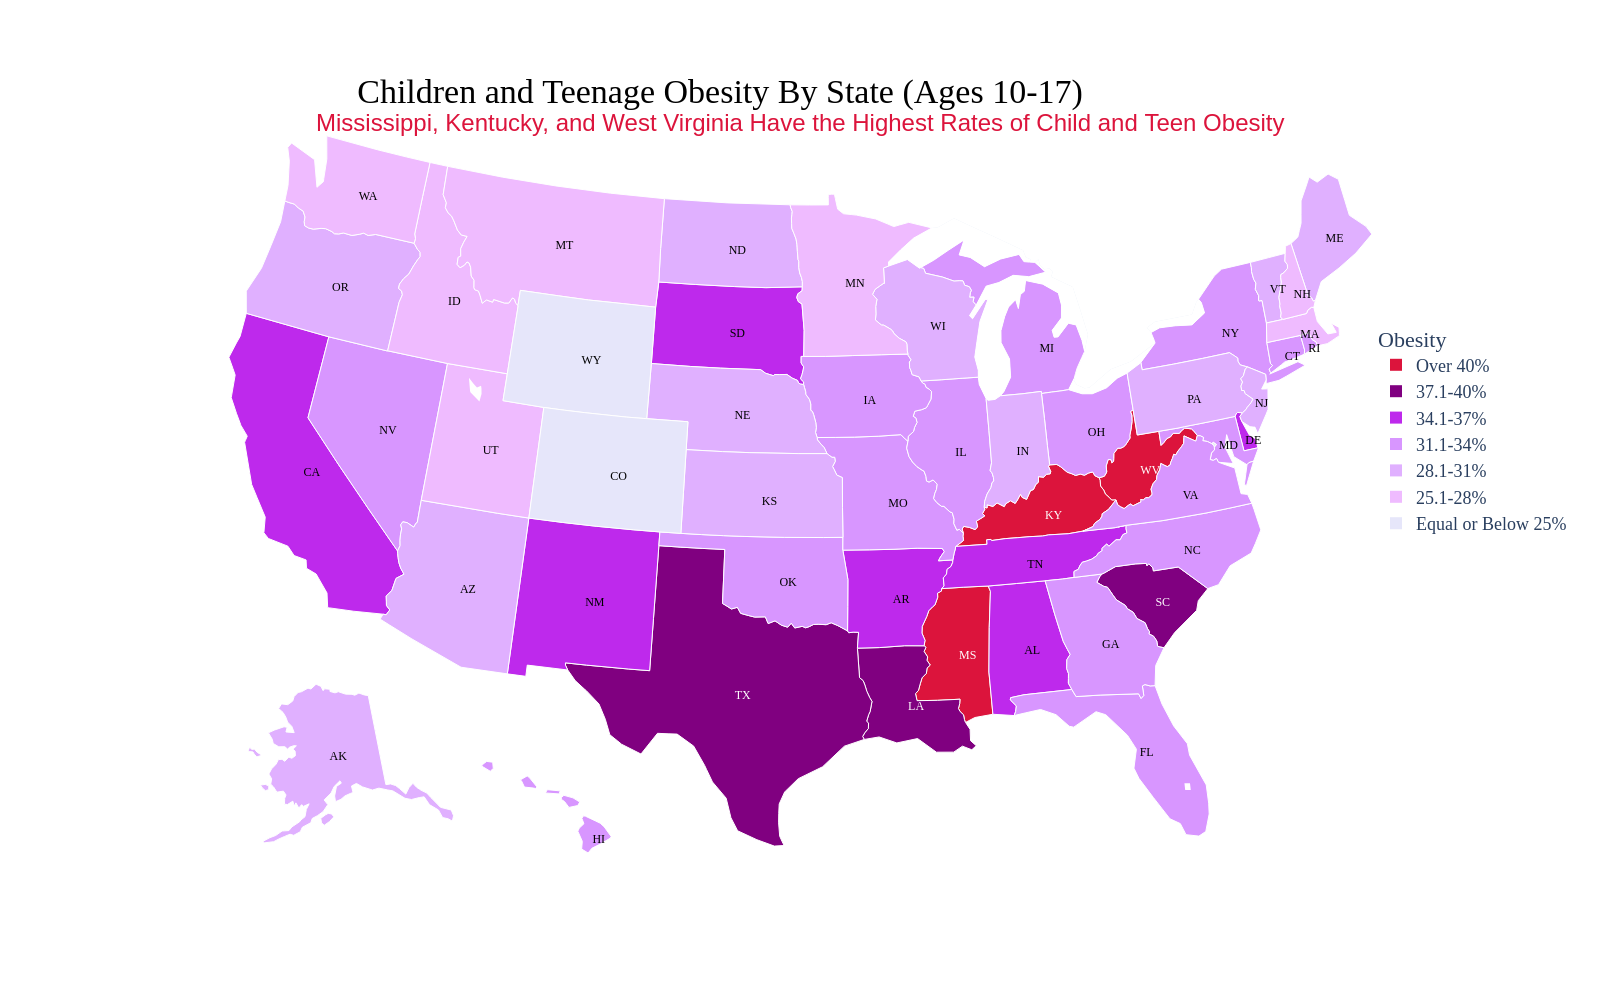 Children and Teenage Obesity By State (Ages 10-17)
Mississippi, Kentucky, and West Virginia Have the Highest Rates of Child and Teen Obesity
WA
MT
ND
MN
ME
OR
ID
SD
WI
MI
NY
VT
NH
MA
RI
CT
WY
NE
IA
PA
NJ
NV
UT
CO
KS
MO
IL
IN
OH
MD
DE
WV
VA
KY
CA
AZ
NM
OK
AR
TN
NC
SC
TX
LA
MS
AL
GA
FL
AK
HI
Obesity
Over 40%
37.1-40%
34.1-37%
31.1-34%
28.1-31%
25.1-28%
Equal or Below 25%